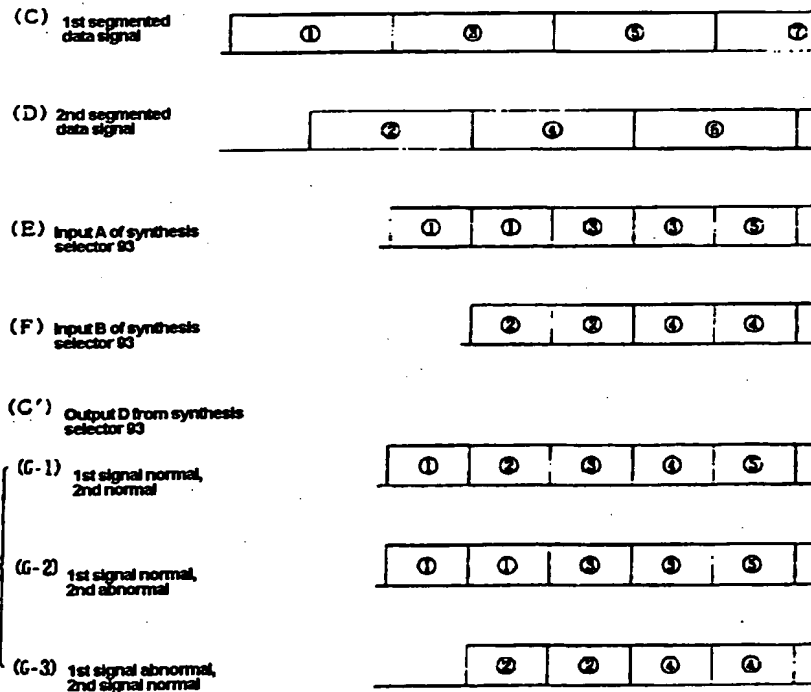 (C) 1st segmented
data signal
① ③ ⑤ ⑦
(D) 2nd segmented
data signal
② ④ ⑥
(E) Input A of synthesis
selector 93
① ① ③ ③ ⑤
(F) Input B of synthesis
selector 93
② ② ④ ④
(G') Output D from synthesis
selector 93
(G-1) 1st signal normal,
2nd normal
① ② ③ ④ ⑤
(G-2) 1st signal normal,
2nd abnormal
① ① ③ ③ ⑤
(G-3) 1st signal abnormal,
2nd signal normal
② ② ④ ④